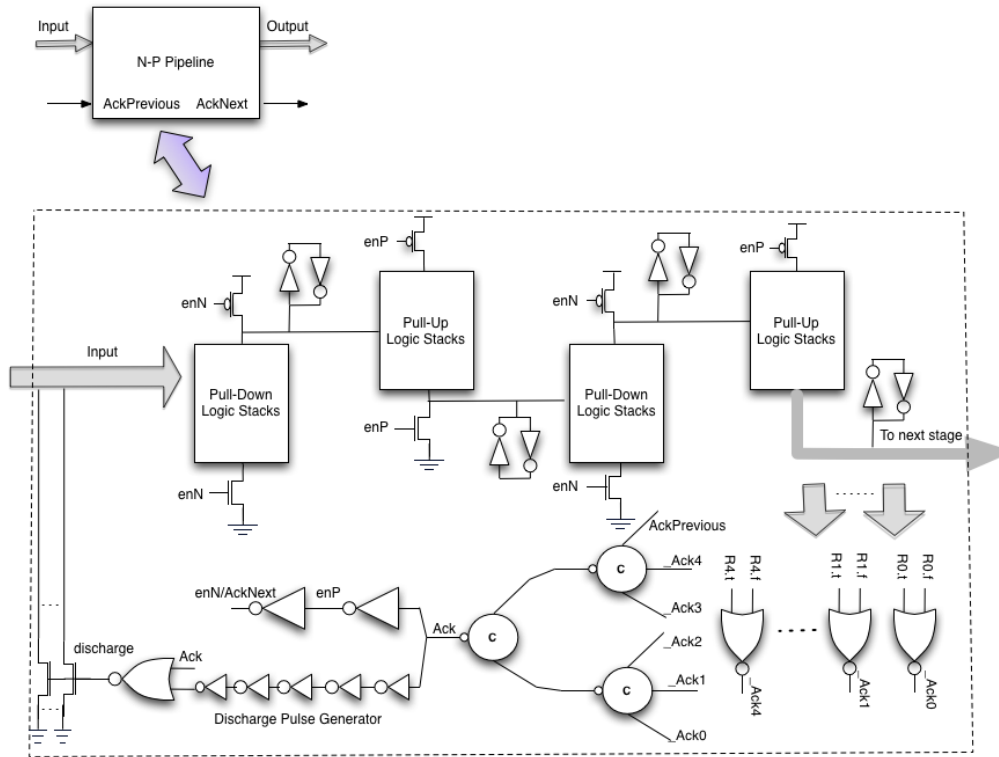 Input
Output
N-P Pipeline
AckPrevious
AckNext
enP
enP
enN
enN
Pull-Up
Logic Stacks
Pull-Up
Logic Stacks
Input
Pull-Down
Logic Stacks
Pull-Down
Logic Stacks
enP
To next stage
enN
enN
AckPrevious
C
_Ack4
_Ack3
R4.t
R4.f
R1.t
R1.f
R0.t
R0.f
enN/AckNext
enP
Ack
C
_Ack2
discharge
Ack
C
_Ack1
_Ack0
_Ack4
_Ack1
_Ack0
Discharge Pulse Generator